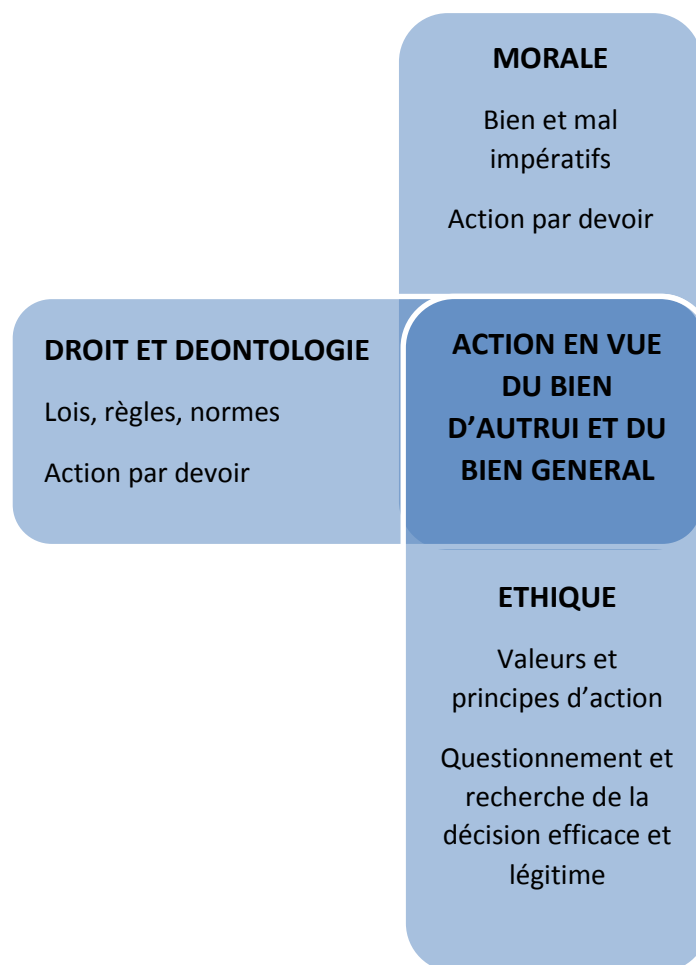 MORALE
Bien et mal
impératifs
Action par devoir
DROIT ET DEONTOLOGIE
Lois, règles, normes
Action par devoir
ACTION EN VUE
DU BIEN
D’AUTRUI ET DU
BIEN GENERAL
ETHIQUE
Valeurs et
principes d’action
Questionnement et
recherche de la
décision efficace et
légitime